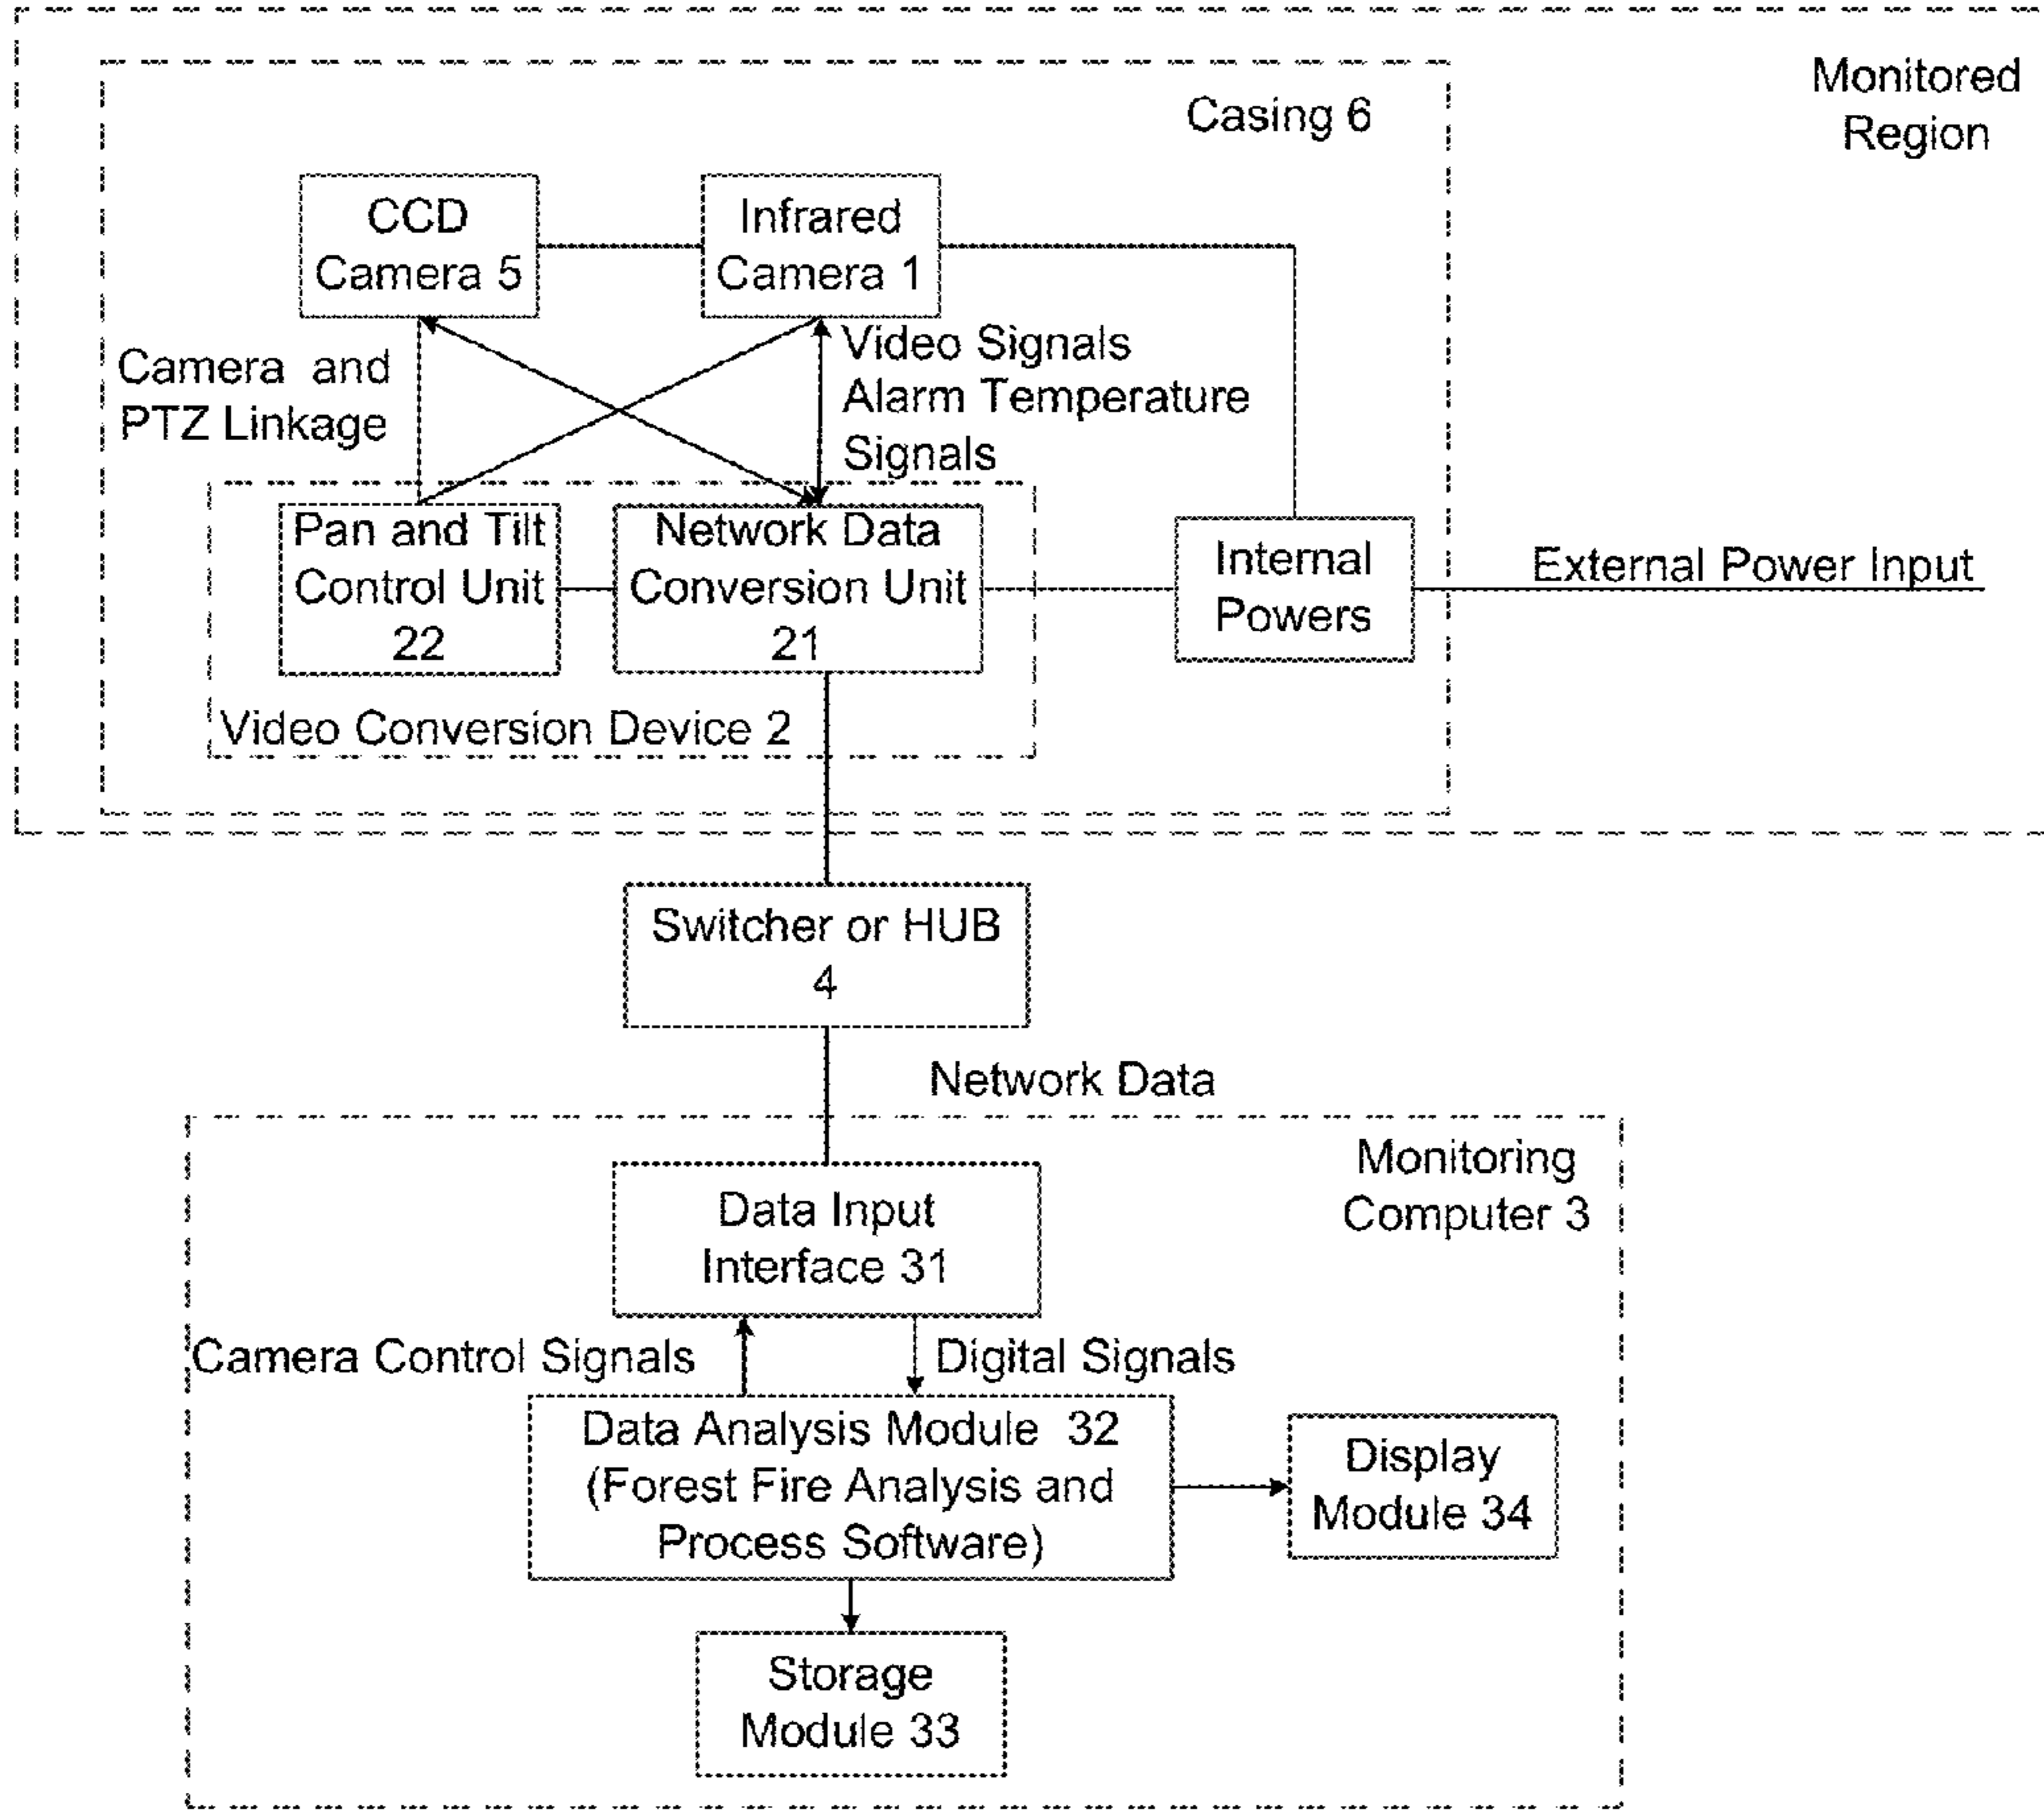 Monitored
Region
Casing 6
CCD
Camera 5
Infrared
Camera 1
Camera and
PTZ Linkage
Video Signals
Alarm Temperature
Signals
Pan and Tilt
Control Unit
22
Network Data
Conversion Unit
21
Internal
Powers
External Power Input
Video Conversion Device 2
Switcher or HUB
4
Network Data
Monitoring
Computer 3
Data Input
Interface 31
Camera Control Signals
Digital Signals
Data Analysis Module 32
(Forest Fire Analysis and
Process Software)
Display
Module 34
Storage
Module 33